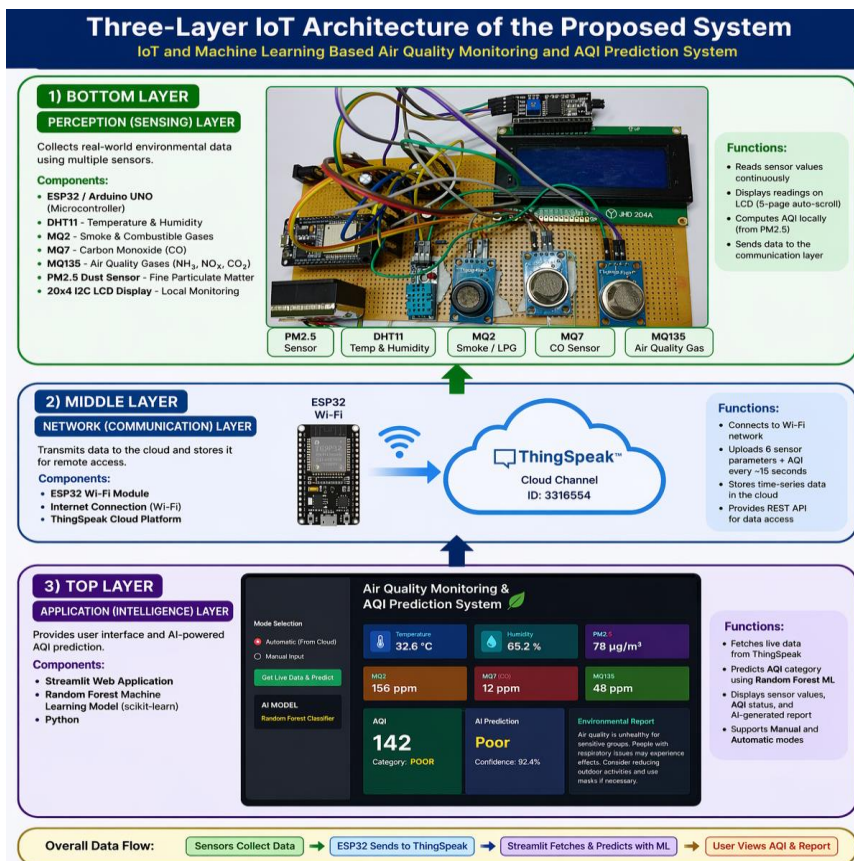 Three-Layer IoT Architecture of the Proposed System
IoT and Machine Learning Based Air Quality Monitoring and AQI Prediction System
1) BOTTOM LAYER
PERCEPTION (SENSING) LAYER
Collects real-world environmental data
using multiple sensors.
Components:
• ESP32 / Arduino UNO
(Microcontroller)
• DHT11 - Temperature & Humidity
• MQ2 - Smoke & Combustible Gases
• MQ7 - Carbon Monoxide (CO)
• MQ135 - Air Quality Gases (NH₃, NOₓ, CO₂)
• PM2.5 Dust Sensor - Fine Particulate Matter
• 20x4 I2C LCD Display - Local Monitoring
JHD 204A
PM2.5
Sensor
DHT11
Temp & Humidity
MQ2
Smoke / LPG
MQ7
CO Sensor
MQ135
Air Quality Gas
Functions:
• Reads sensor values
continuously
• Displays readings on
LCD (5-page auto-scroll)
• Computes AQI locally
(from PM2.5)
• Sends data to the
communication layer
2) MIDDLE LAYER
NETWORK (COMMUNICATION) LAYER
Transmits data to the cloud and stores it
for remote access.
Components:
• ESP32 Wi-Fi Module
• Internet Connection (Wi-Fi)
• ThingSpeak Cloud Platform
ESP32
Wi-Fi
ThingSpeak™
Cloud Channel
ID: 3316554
Functions:
• Connects to Wi-Fi
network
• Uploads 6 sensor
parameters + AQI
every ~15 seconds
• Stores time-series data
in the cloud
• Provides REST API
for data access
3) TOP LAYER
APPLICATION (INTELLIGENCE) LAYER
Provides user interface and AI-powered
AQI prediction.
Components:
• Streamlit Web Application
• Random Forest Machine
Learning Model (scikit-learn)
• Python
Mode Selection
Automatic (From Cloud)
Manual Input
Get Live Data & Predict
AI MODEL
Random Forest Classifier
Air Quality Monitoring &
AQI Prediction System
Temperature
32.6 °C
Humidity
65.2 %
PM2.5
78 µg/m³
MQ2
156 ppm
MQ7 (CO)
12 ppm
MQ135
48 ppm
AQI
142
Category: POOR
AI Prediction
Poor
Confidence: 92.4%
Environmental Report
Air quality is unhealthy for
sensitive groups. People with
respiratory issues may experience
effects. Consider reducing
outdoor activities and use
masks if necessary.
Functions:
• Fetches live data
from ThingSpeak
• Predicts AQI category
using Random Forest ML
• Displays sensor values,
AQI status, and
AI-generated report
• Supports Manual and
Automatic modes
Overall Data Flow:
Sensors Collect Data
ESP32 Sends to ThingSpeak
Streamlit Fetches & Predicts with ML
User Views AQI & Report